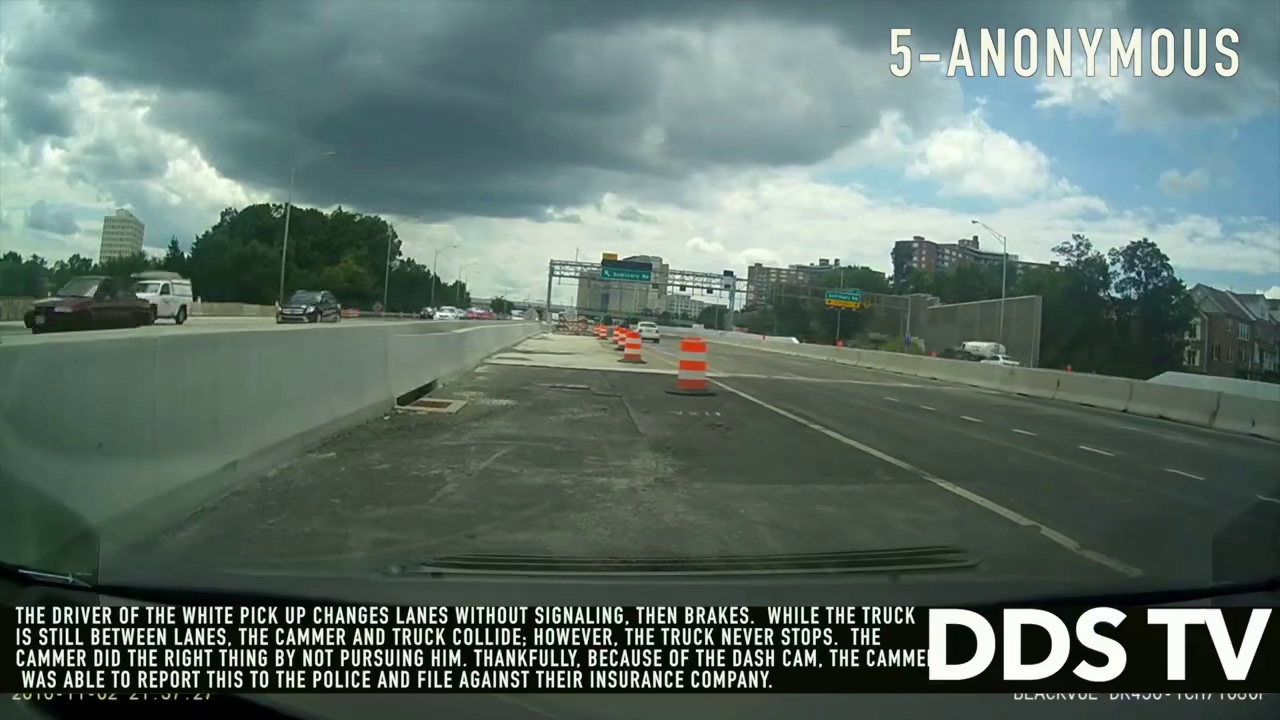 5-ANONYMOUS
Seminary Rd
THE DRIVER OF THE WHITE PICK UP CHANGES LANES WITHOUT SIGNALING, THEN BRAKES. WHILE THE TRUCK
IS STILL BETWEEN LANES, THE CAMMER AND TRUCK COLLIDE; HOWEVER, THE TRUCK NEVER STOPS. THE
CAMMER DID THE RIGHT THING BY NOT PURSUING HIM. THANKFULLY, BECAUSE OF THE DASH CAM, THE CAMME
WAS ABLE TO REPORT THIS TO THE POLICE AND FILE AGAINST THEIR INSURANCE COMPANY.
DDS TV